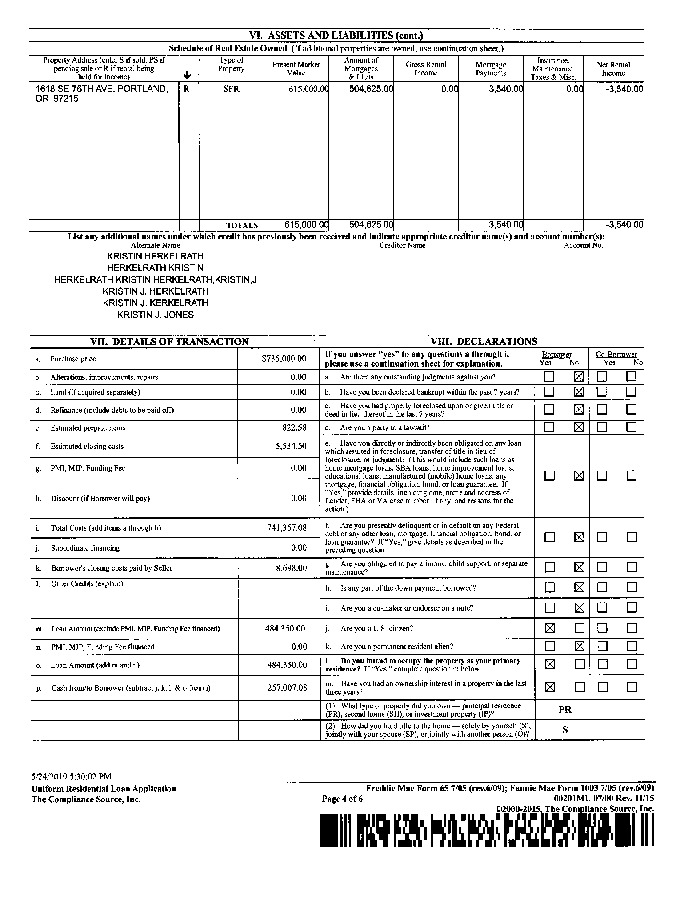 VI. ASSETS AND LIABILITIES (cont.)
Schedule of Real Estate Owned (If additional properties are owned, use continuation sheet.)
Property Address (enter S if sold, PS if pending sale or R if rental being held for income)
Type of Property
Present Market Value
Amount of Mortgages & Liens
Gross Rental Income
Mortgage Payments
Insurance, Maintenance, Taxes & Misc.
Net Rental Income
1618 SE 76TH AVE, PORTLAND, OR 97215 R SFR 615,000.00 504,625.00 0.00 3,540.00 0.00 -3,540.00
TOTALS 615,000.00 504,625.00 3,540.00 -3,540.00
List any additional names under which credit has previously been received and indicate appropriate creditor name(s) and account number(s):
Alternate Name Creditor Name Account No.
KRISTIN HERKELRATH
HERKELRATH KRIST N
HERKELRATH KRISTIN HERKELRATH, KRISTIN, J
KRISTIN J. HERKELRATH
KRISTIN J. KERKELRATH
KRISTIN J. JONES
VII. DETAILS OF TRANSACTION
a. Purchase price $735,000.00
b. Alterations, improvements, repairs 0.00
c. Land (if acquired separately) 0.00
d. Refinance (include debts to be paid off) 0.00
e. Estimated prepaid items 822.58
f. Estimated closing costs
g. PMI, MIP, Funding Fee 0.00
h. Discount (if Borrower will pay) 0.00
i. Total Costs (add items a through h) 741,357.08
j. Subordinate financing 0.00
k. Borrower's closing costs paid by Seller
l. Other Credits (explain)
m. Loan Amount (exclude PMI, MIP, Funding Fee financed) 484,350.00
n. PMI, MIP, Funding Fee financed 0.00
o. Loan Amount (add m and n) 484,350.00
p. Cash from/to Borrower (subtract j, k, l & o from i) 257,007.08
VIII. DECLARATIONS
If you answer "yes" to any questions a through i, please use a continuation sheet for explanation.
Borrower Co-Borrower
Yes No Yes No
a. Are there any outstanding judgments against you?
b. Have you been declared bankrupt within the past 7 years?
c. Have you had property foreclosed upon or given title or deed in lieu thereof in the last 7 years?
d. Are you a party to a lawsuit?
e. Have you directly or indirectly been obligated on any loan which resulted in foreclosure, transfer of title in lieu of foreclosure, or judgment? (This would include such loans as home mortgage loans, SBA loans, home improvement loans, educational loans, manufactured (mobile) home loans, any mortgage, financial obligation, bond, or loan guarantee. If "Yes," provide details, including date, name and address of Lender, FHA or VA case number, if any, and reasons for the action.)
f. Are you presently delinquent or in default on any Federal debt or any other loan, mortgage, financial obligation, bond, or loan guarantee? If "Yes," give details as described in the preceding question.
g. Are you obligated to pay alimony, child support, or separate maintenance?
h. Is any part of the down payment borrowed?
i. Are you a co-maker or endorser on a note?
j. Are you a U.S. citizen?
k. Are you a permanent resident alien?
l. Do you intend to occupy the property as your primary residence? If "Yes," complete question m below.
m. Have you had an ownership interest in a property in the last three years?
(1) What type of property did you own — principal residence (PR), second home (SH), or investment property (IP)? PR
(2) How did you hold title to the home — solely by yourself (S), jointly with your spouse (SP), or jointly with another person (O)? S
5:30:02 PM
Uniform Residential Loan Application
The Compliance Source, Inc.
Page 4 of 6
Freddie Mac Form 65 7/05 (rev.6/09); Fannie Mae Form 1003 7/05 (rev.6/09)
00201MU 07/00 Rev. 11/15
©2000-2015, The Compliance Source, Inc.